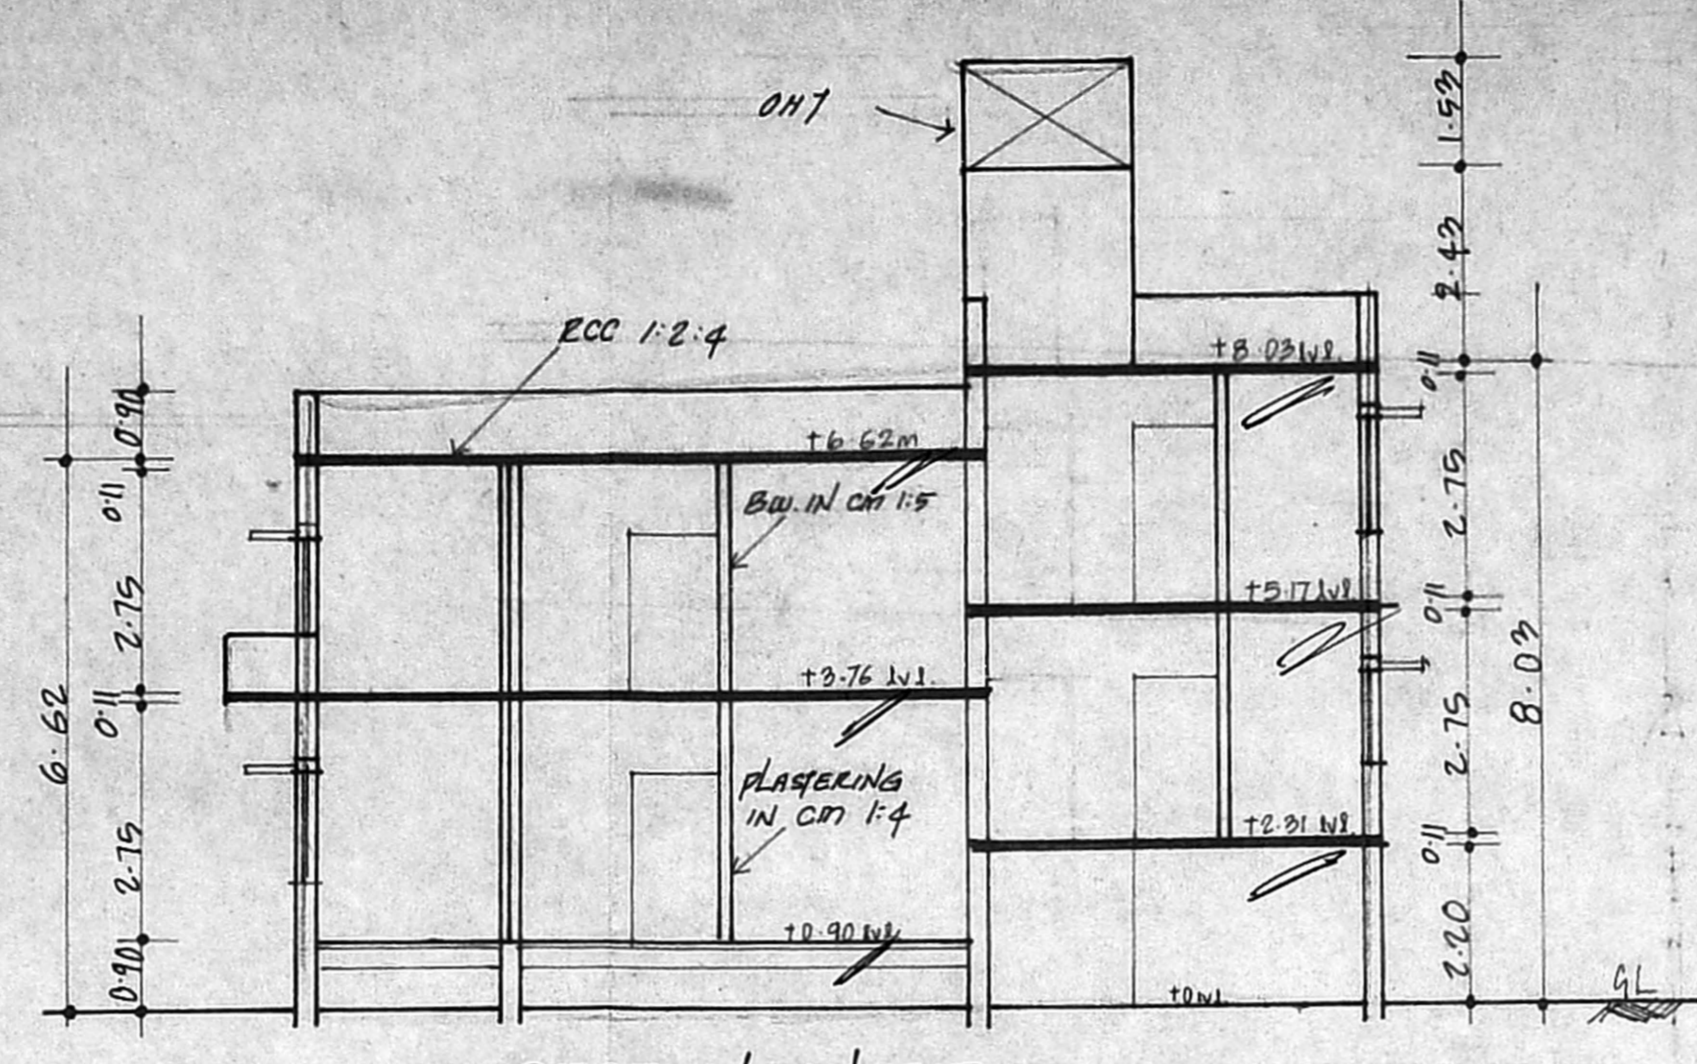 OHT
1.53
2.43
RCC 1:2:4
+8.03 lvl.
0.11
0.90
+6.62m
0.11
BW. IN CM 1:5
2.75
2.75
+5.17 lvl
0.11
+3.76 lvl.
0.11
6.62
8.03
2.75
PLASTERING
IN CM 1:4
+2.31 lvl.
0.11
2.75
+0.90 lvl
2.20
0.90
+0 lvl
GL